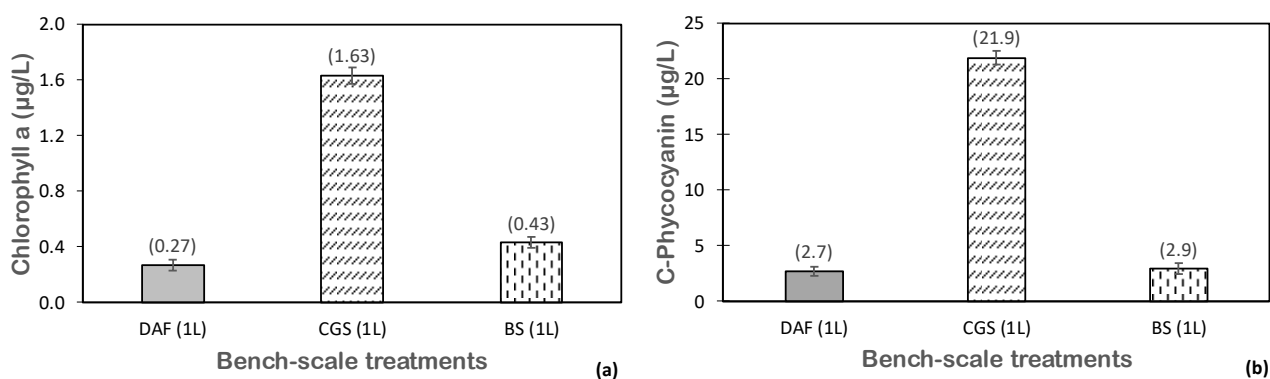 Chlorophyll a (µg/L)
2.0
1.6
1.2
0.8
0.4
0.0
(0.27)
(1.63)
(0.43)
DAF (1L)
CGS (1L)
BS (1L)
Bench-scale treatments
(a)
C-Phycocyanin (µg/L)
25
20
15
10
5
0
(2.7)
(21.9)
(2.9)
DAF (1L)
CGS (1L)
BS (1L)
Bench-scale treatments
(b)